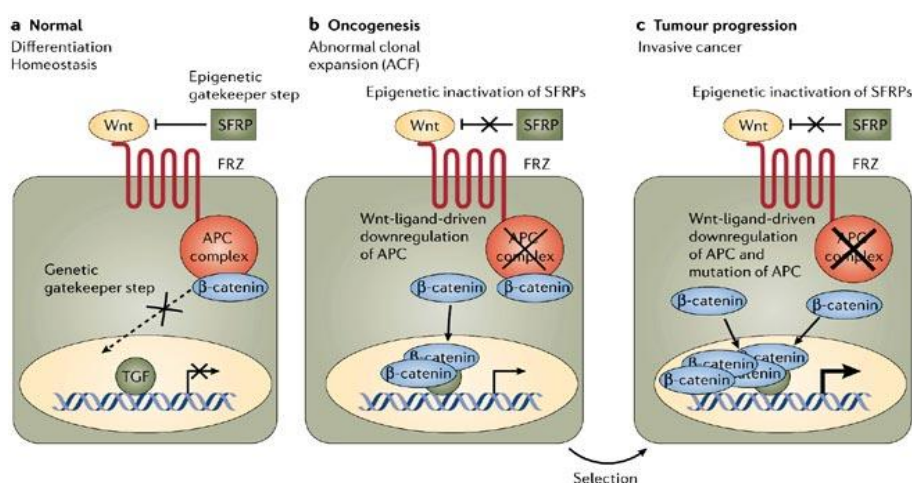 a Normal
Differentiation
Homeostasis
Epigenetic
gatekeeper step
Wnt
SFRP
FRZ
APC
complex
β-catenin
Genetic
gatekeeper step
TGF
b Oncogenesis
Abnormal clonal
expansion (ACF)
Epigenetic inactivation of SFRPs
Wnt
SFRP
FRZ
Wnt-ligand-driven
downregulation
of APC
APC
complex
β-catenin
β-catenin
β-catenin
β-catenin
Selection
c Tumour progression
Invasive cancer
Epigenetic inactivation of SFRPs
Wnt
SFRP
FRZ
Wnt-ligand-driven
downregulation
of APC and
mutation of APC
APC
complex
β-catenin
β-catenin
β-catenin
β-catenin
β-catenin
β-catenin